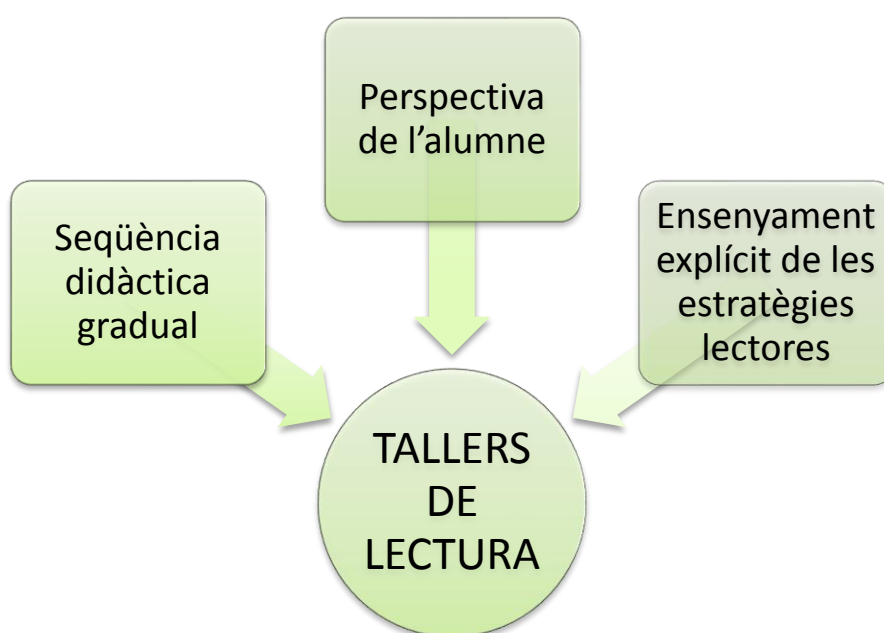 Perspectiva
de l’alumne
Seqüència
didàctica
gradual
Ensenyament
explícit de les
estratègies
lectores
TALLERS
DE
LECTURA